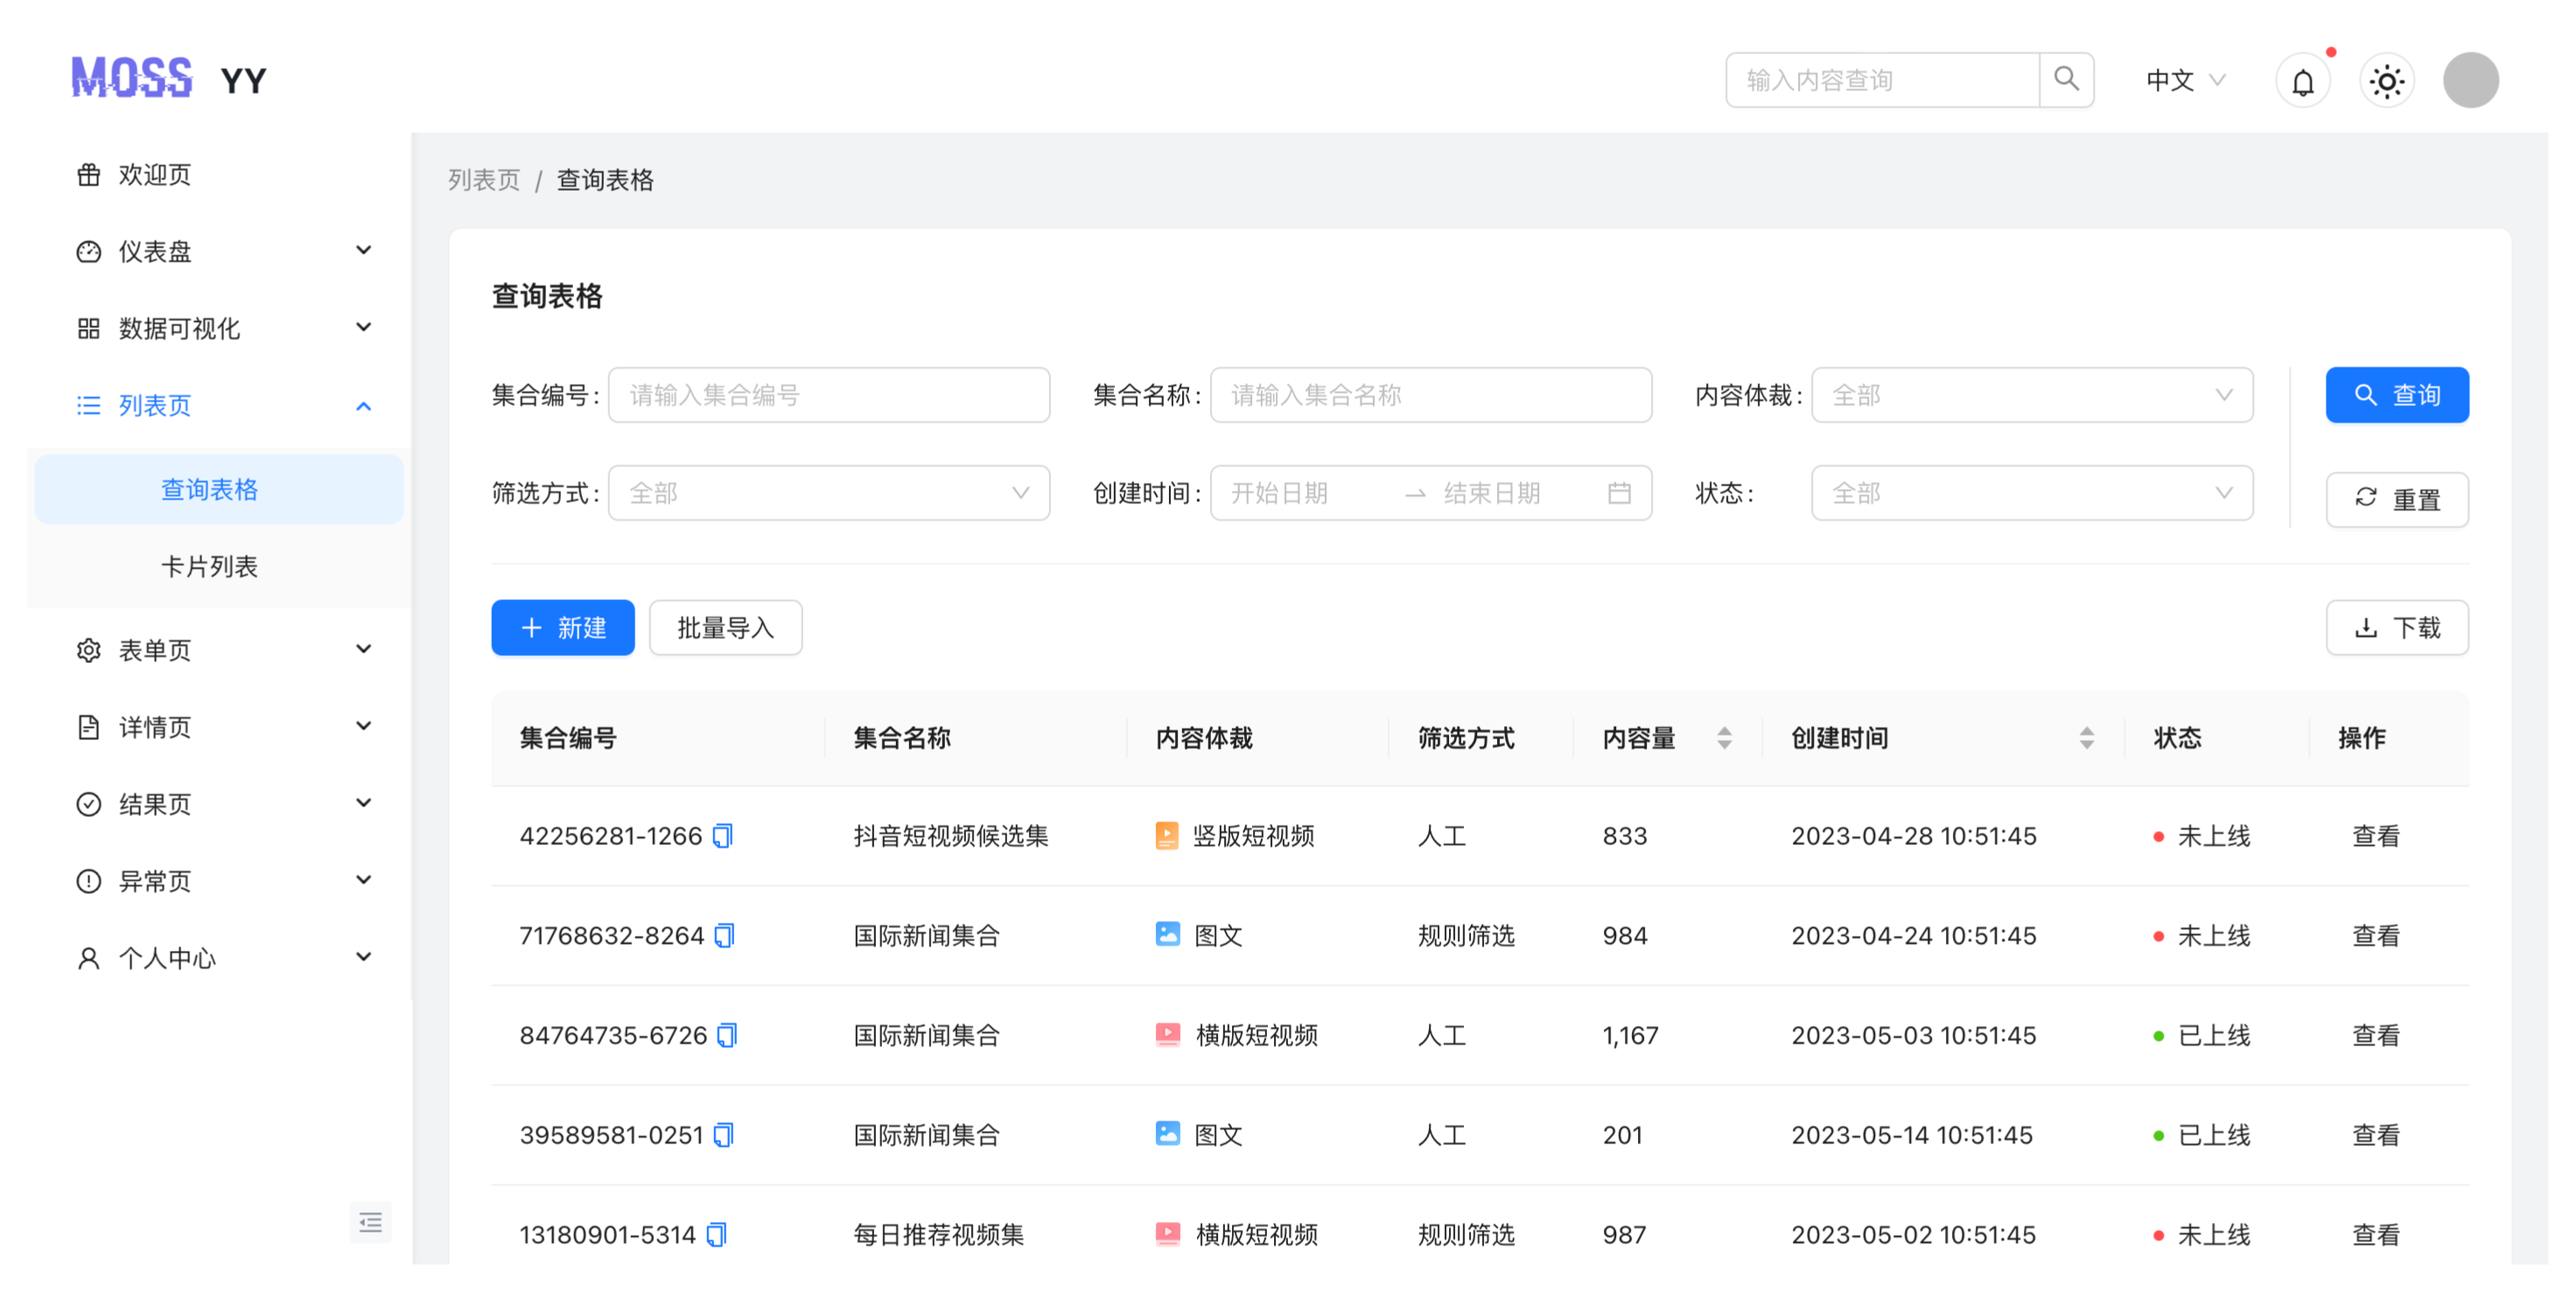 MOSS YY
输入内容查询
中文
欢迎页
仪表盘
数据可视化
列表页
查询表格
卡片列表
表单页
详情页
结果页
异常页
个人中心
列表页 / 查询表格
查询表格
集合编号: 请输入集合编号 集合名称: 请输入集合名称 内容体裁: 全部 查询
筛选方式: 全部 创建时间: 开始日期 → 结束日期 状态: 全部 重置
+ 新建 批量导入 下载
集合编号 集合名称 内容体裁 筛选方式 内容量 创建时间 状态 操作
42256281-1266 抖音短视频候选集 竖版短视频 人工 833 2023-04-28 10:51:45 未上线 查看
71768632-8264 国际新闻集合 图文 规则筛选 984 2023-04-24 10:51:45 未上线 查看
84764735-6726 国际新闻集合 横版短视频 人工 1,167 2023-05-03 10:51:45 已上线 查看
39589581-0251 国际新闻集合 图文 人工 201 2023-05-14 10:51:45 已上线 查看
13180901-5314 每日推荐视频集 横版短视频 规则筛选 987 2023-05-02 10:51:45 未上线 查看